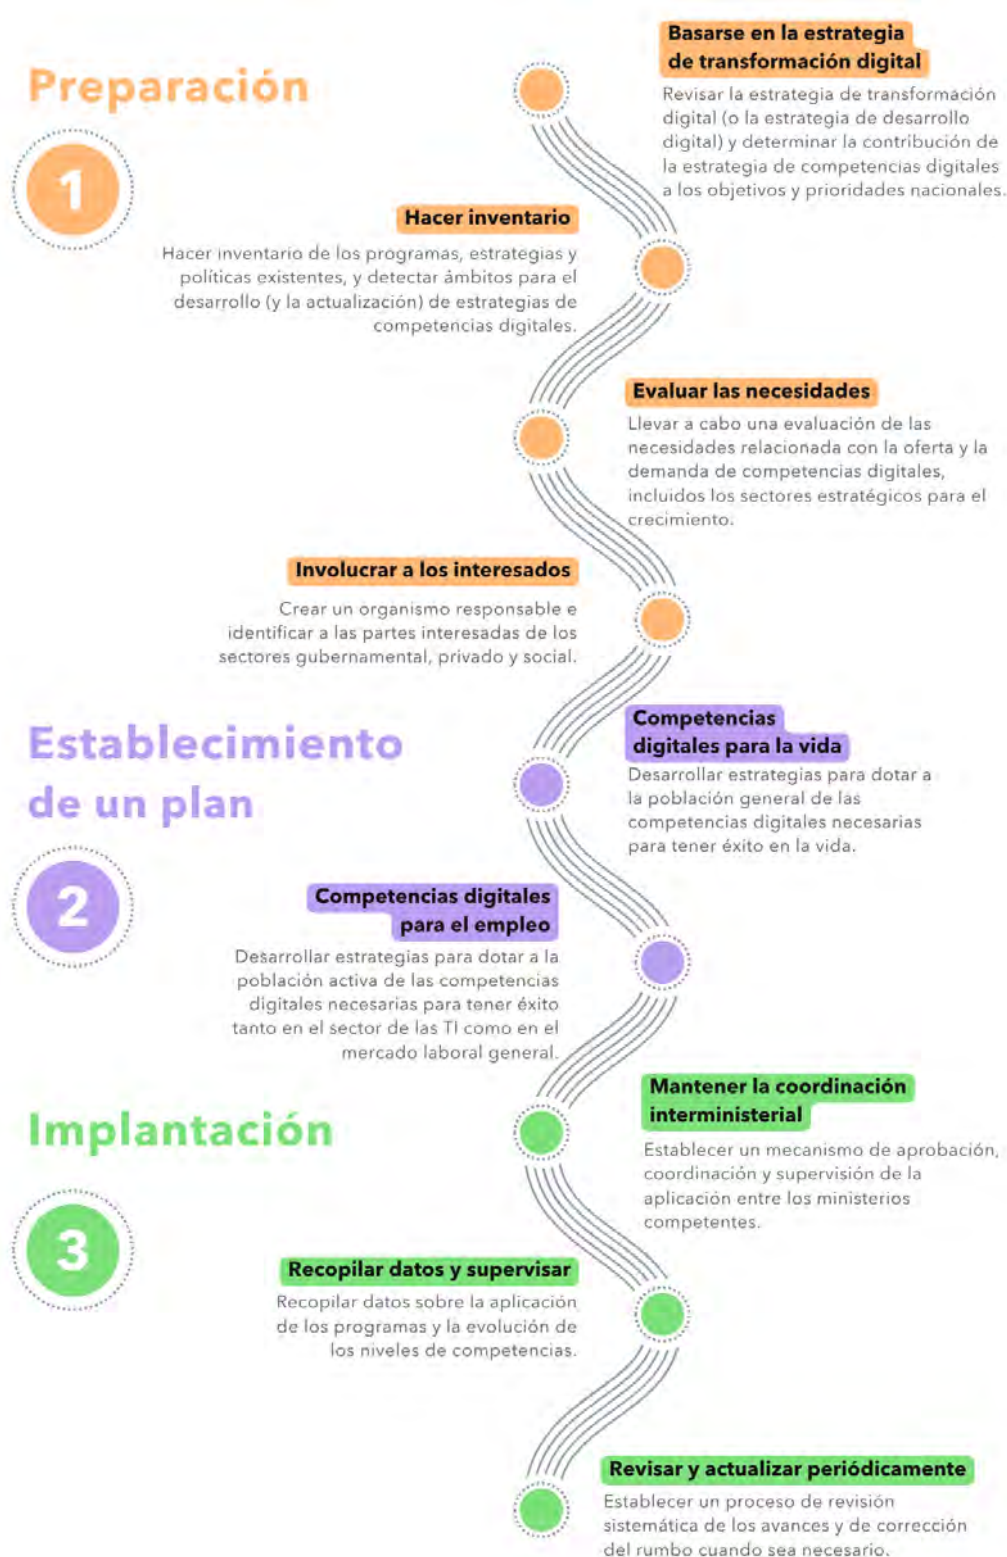 Preparación
1
Basarse en la estrategia
de transformación digital
Revisar la estrategia de transformación
digital (o la estrategia de desarrollo
digital) y determinar la contribución de
la estrategia de competencias digitales
a los objetivos y prioridades nacionales.
Hacer inventario
Hacer inventario de los programas, estrategias y
políticas existentes, y detectar ámbitos para el
desarrollo (y la actualización) de estrategias de
competencias digitales.
Evaluar las necesidades
Llevar a cabo una evaluación de las
necesidades relacionada con la oferta y la
demanda de competencias digitales,
incluidos los sectores estratégicos para el
crecimiento.
Involucrar a los interesados
Crear un organismo responsable e
identificar a las partes interesadas de los
sectores gubernamental, privado y social.
Establecimiento
de un plan
2
Competencias
digitales para la vida
Desarrollar estrategias para dotar a
la población general de las
competencias digitales necesarias
para tener éxito en la vida.
Competencias digitales
para el empleo
Desarrollar estrategias para dotar a la
población activa de las competencias
digitales necesarias para tener éxito
tanto en el sector de las TI como en el
mercado laboral general.
Implantación
3
Mantener la coordinación
interministerial
Establecer un mecanismo de aprobación,
coordinación y supervisión de la
aplicación entre los ministerios
competentes.
Recopilar datos y supervisar
Recopilar datos sobre la aplicación
de los programas y la evolución de
los niveles de competencias.
Revisar y actualizar periódicamente
Establecer un proceso de revisión
sistemática de los avances y de corrección
del rumbo cuando sea necesario.